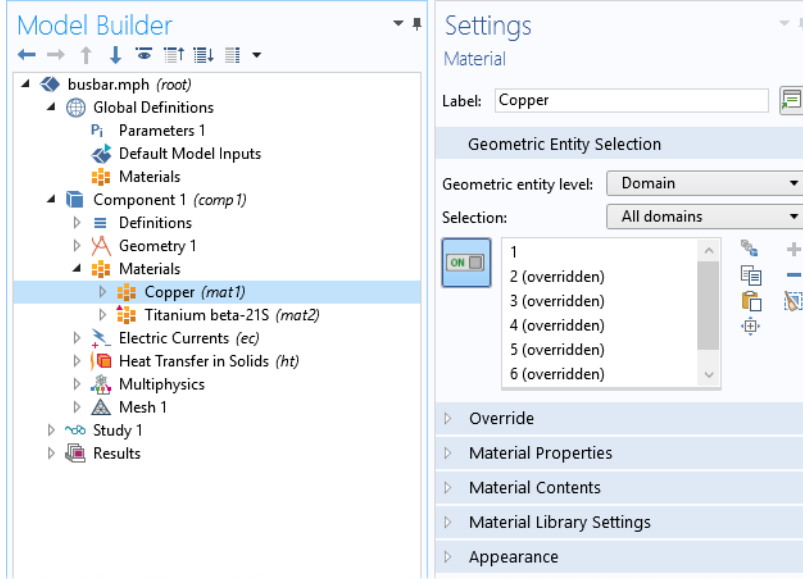 Model Builder
busbar.mph (root)
Global Definitions
Pi Parameters 1
Default Model Inputs
Materials
Component 1 (comp1)
Definitions
Geometry 1
Materials
Copper (mat1)
Titanium beta-21S (mat2)
Electric Currents (ec)
Heat Transfer in Solids (ht)
Multiphysics
Mesh 1
Study 1
Results
Settings
Material
Label: Copper
Geometric Entity Selection
Geometric entity level: Domain
Selection: All domains
ON
1
2 (overridden)
3 (overridden)
4 (overridden)
5 (overridden)
6 (overridden)
Override
Material Properties
Material Contents
Material Library Settings
Appearance